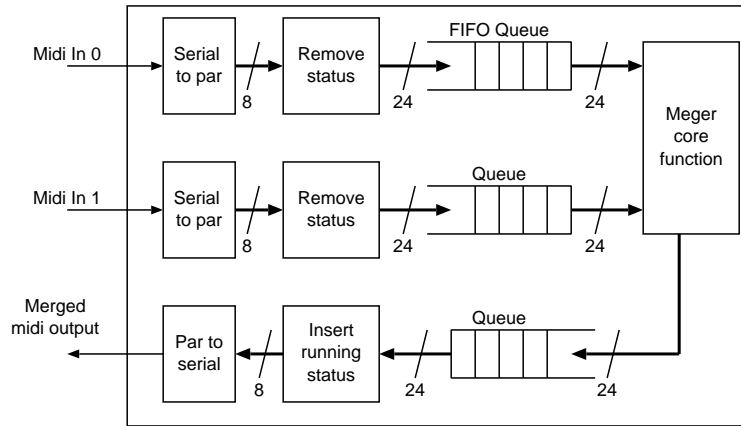 FIFO Queue
Midi In 0
Serial
to par
8
Remove
status
24
24
Meger
core
function
Midi In 1
Serial
to par
8
Remove
status
24
Queue
24
Merged
midi output
Par to
serial
8
Insert
running
status
24
Queue
24